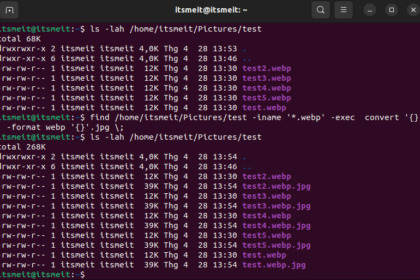 itsmeit@itsmeit: ~
itsmeit@itsmeit:~$ ls -lah /home/itsmeit/Pictures/test
total 68K
drwxrwxr-x 2 itsmeit itsmeit 4,0K Thg 4 28 13:53 .
drwxr-xr-x 6 itsmeit itsmeit 4,0K Thg 4 28 13:46 ..
-rw-rw-r-- 1 itsmeit itsmeit 12K Thg 4 28 13:30 test2.webp
-rw-rw-r-- 1 itsmeit itsmeit 12K Thg 4 28 13:30 test3.webp
-rw-rw-r-- 1 itsmeit itsmeit 12K Thg 4 28 13:30 test4.webp
-rw-rw-r-- 1 itsmeit itsmeit 12K Thg 4 28 13:30 test5.webp
-rw-rw-r-- 1 itsmeit itsmeit 12K Thg 4 28 13:30 test.webp
itsmeit@itsmeit:~$ find /home/itsmeit/Pictures/test -iname '*.webp' -exec convert '{}'
-format webp '{}'.jpg \;
itsmeit@itsmeit:~$ ls -lah /home/itsmeit/Pictures/test
total 268K
drwxrwxr-x 2 itsmeit itsmeit 4,0K Thg 4 28 13:54 .
drwxr-xr-x 6 itsmeit itsmeit 4,0K Thg 4 28 13:46 ..
-rw-rw-r-- 1 itsmeit itsmeit 12K Thg 4 28 13:30 test2.webp
-rw-rw-r-- 1 itsmeit itsmeit 39K Thg 4 28 13:54 test2.webp.jpg
-rw-rw-r-- 1 itsmeit itsmeit 12K Thg 4 28 13:30 test3.webp
-rw-rw-r-- 1 itsmeit itsmeit 39K Thg 4 28 13:54 test3.webp.jpg
-rw-rw-r-- 1 itsmeit itsmeit 12K Thg 4 28 13:30 test4.webp
-rw-rw-r-- 1 itsmeit itsmeit 39K Thg 4 28 13:54 test4.webp.jpg
-rw-rw-r-- 1 itsmeit itsmeit 12K Thg 4 28 13:30 test5.webp
-rw-rw-r-- 1 itsmeit itsmeit 39K Thg 4 28 13:54 test5.webp.jpg
-rw-rw-r-- 1 itsmeit itsmeit 12K Thg 4 28 13:30 test.webp
-rw-rw-r-- 1 itsmeit itsmeit 39K Thg 4 28 13:54 test.webp.jpg
itsmeit@itsmeit:~$